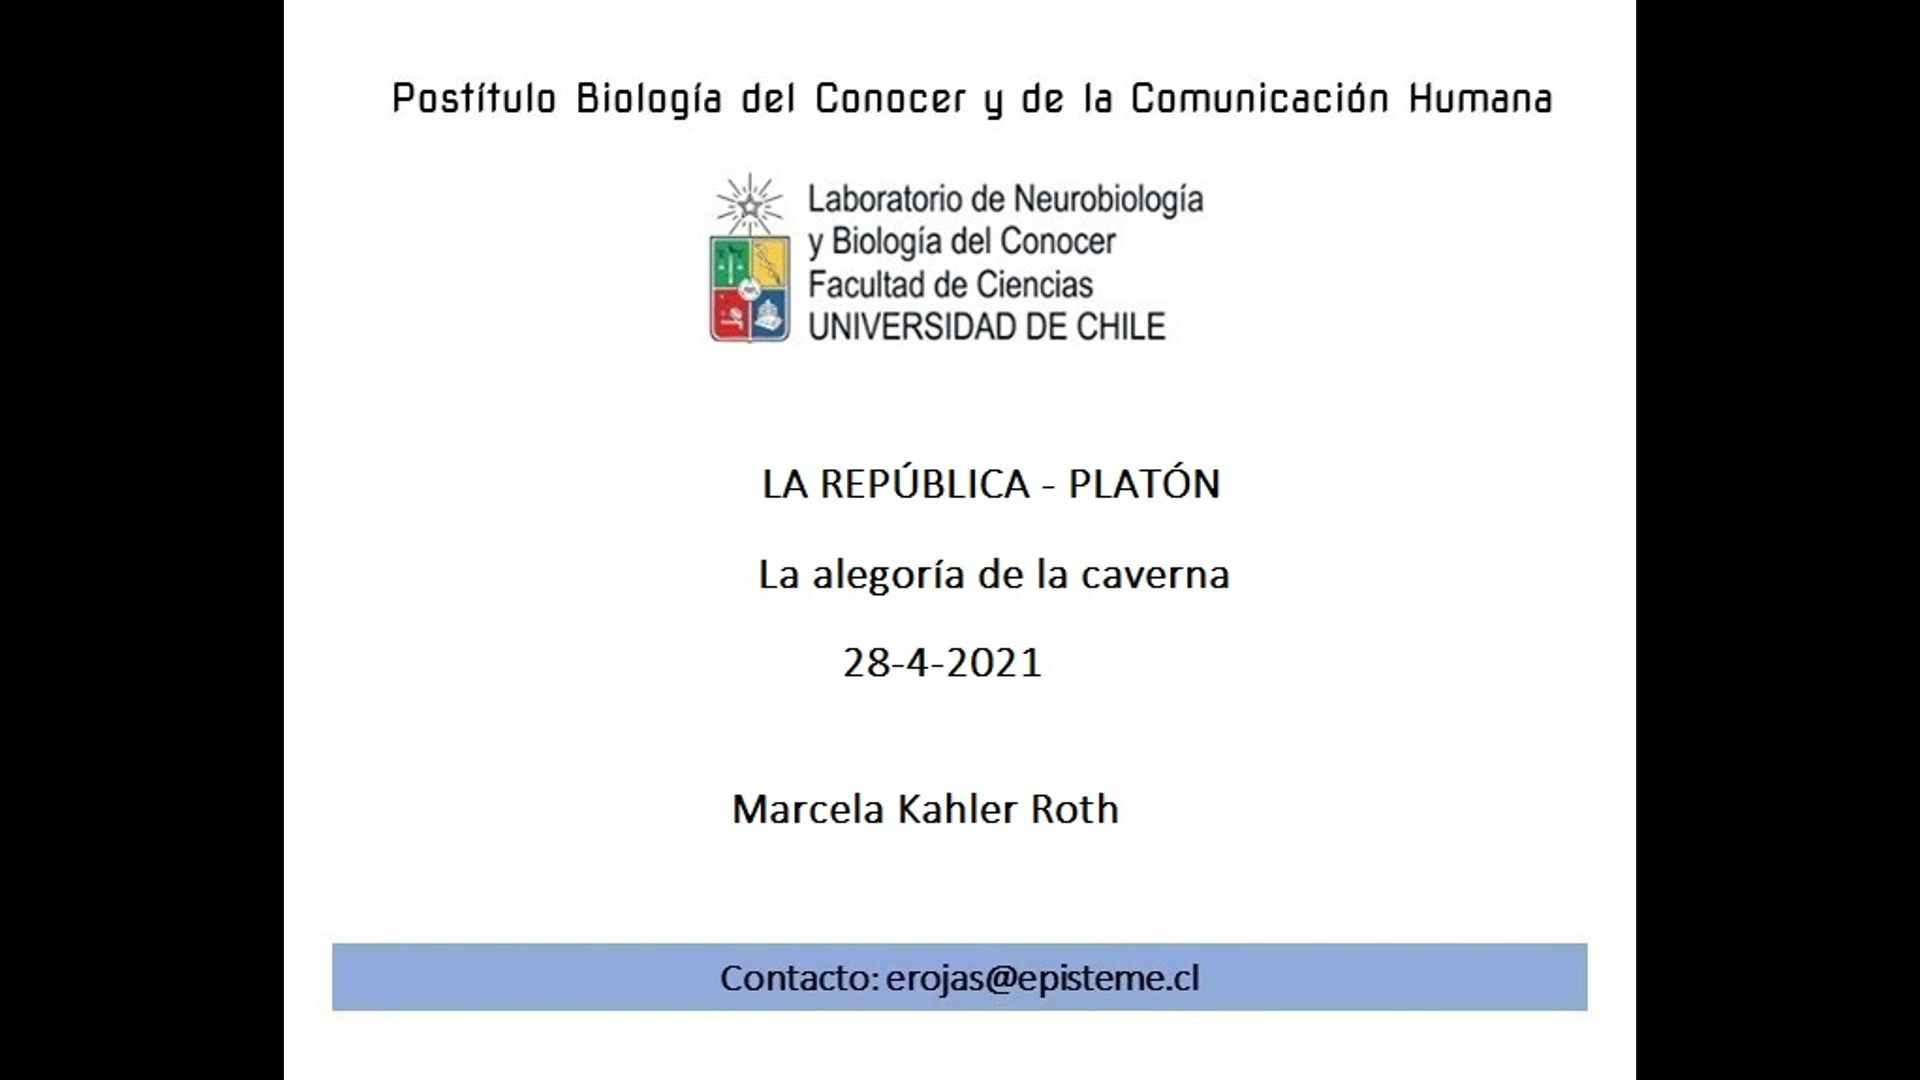 Postítulo Biología del Conocer y de la Comunicación Humana
Laboratorio de Neurobiología
y Biología del Conocer
Facultad de Ciencias
UNIVERSIDAD DE CHILE
LA REPÚBLICA - PLATÓN
La alegoría de la caverna
28-4-2021
Marcela Kahler Roth
Contacto: erojas@episteme.cl